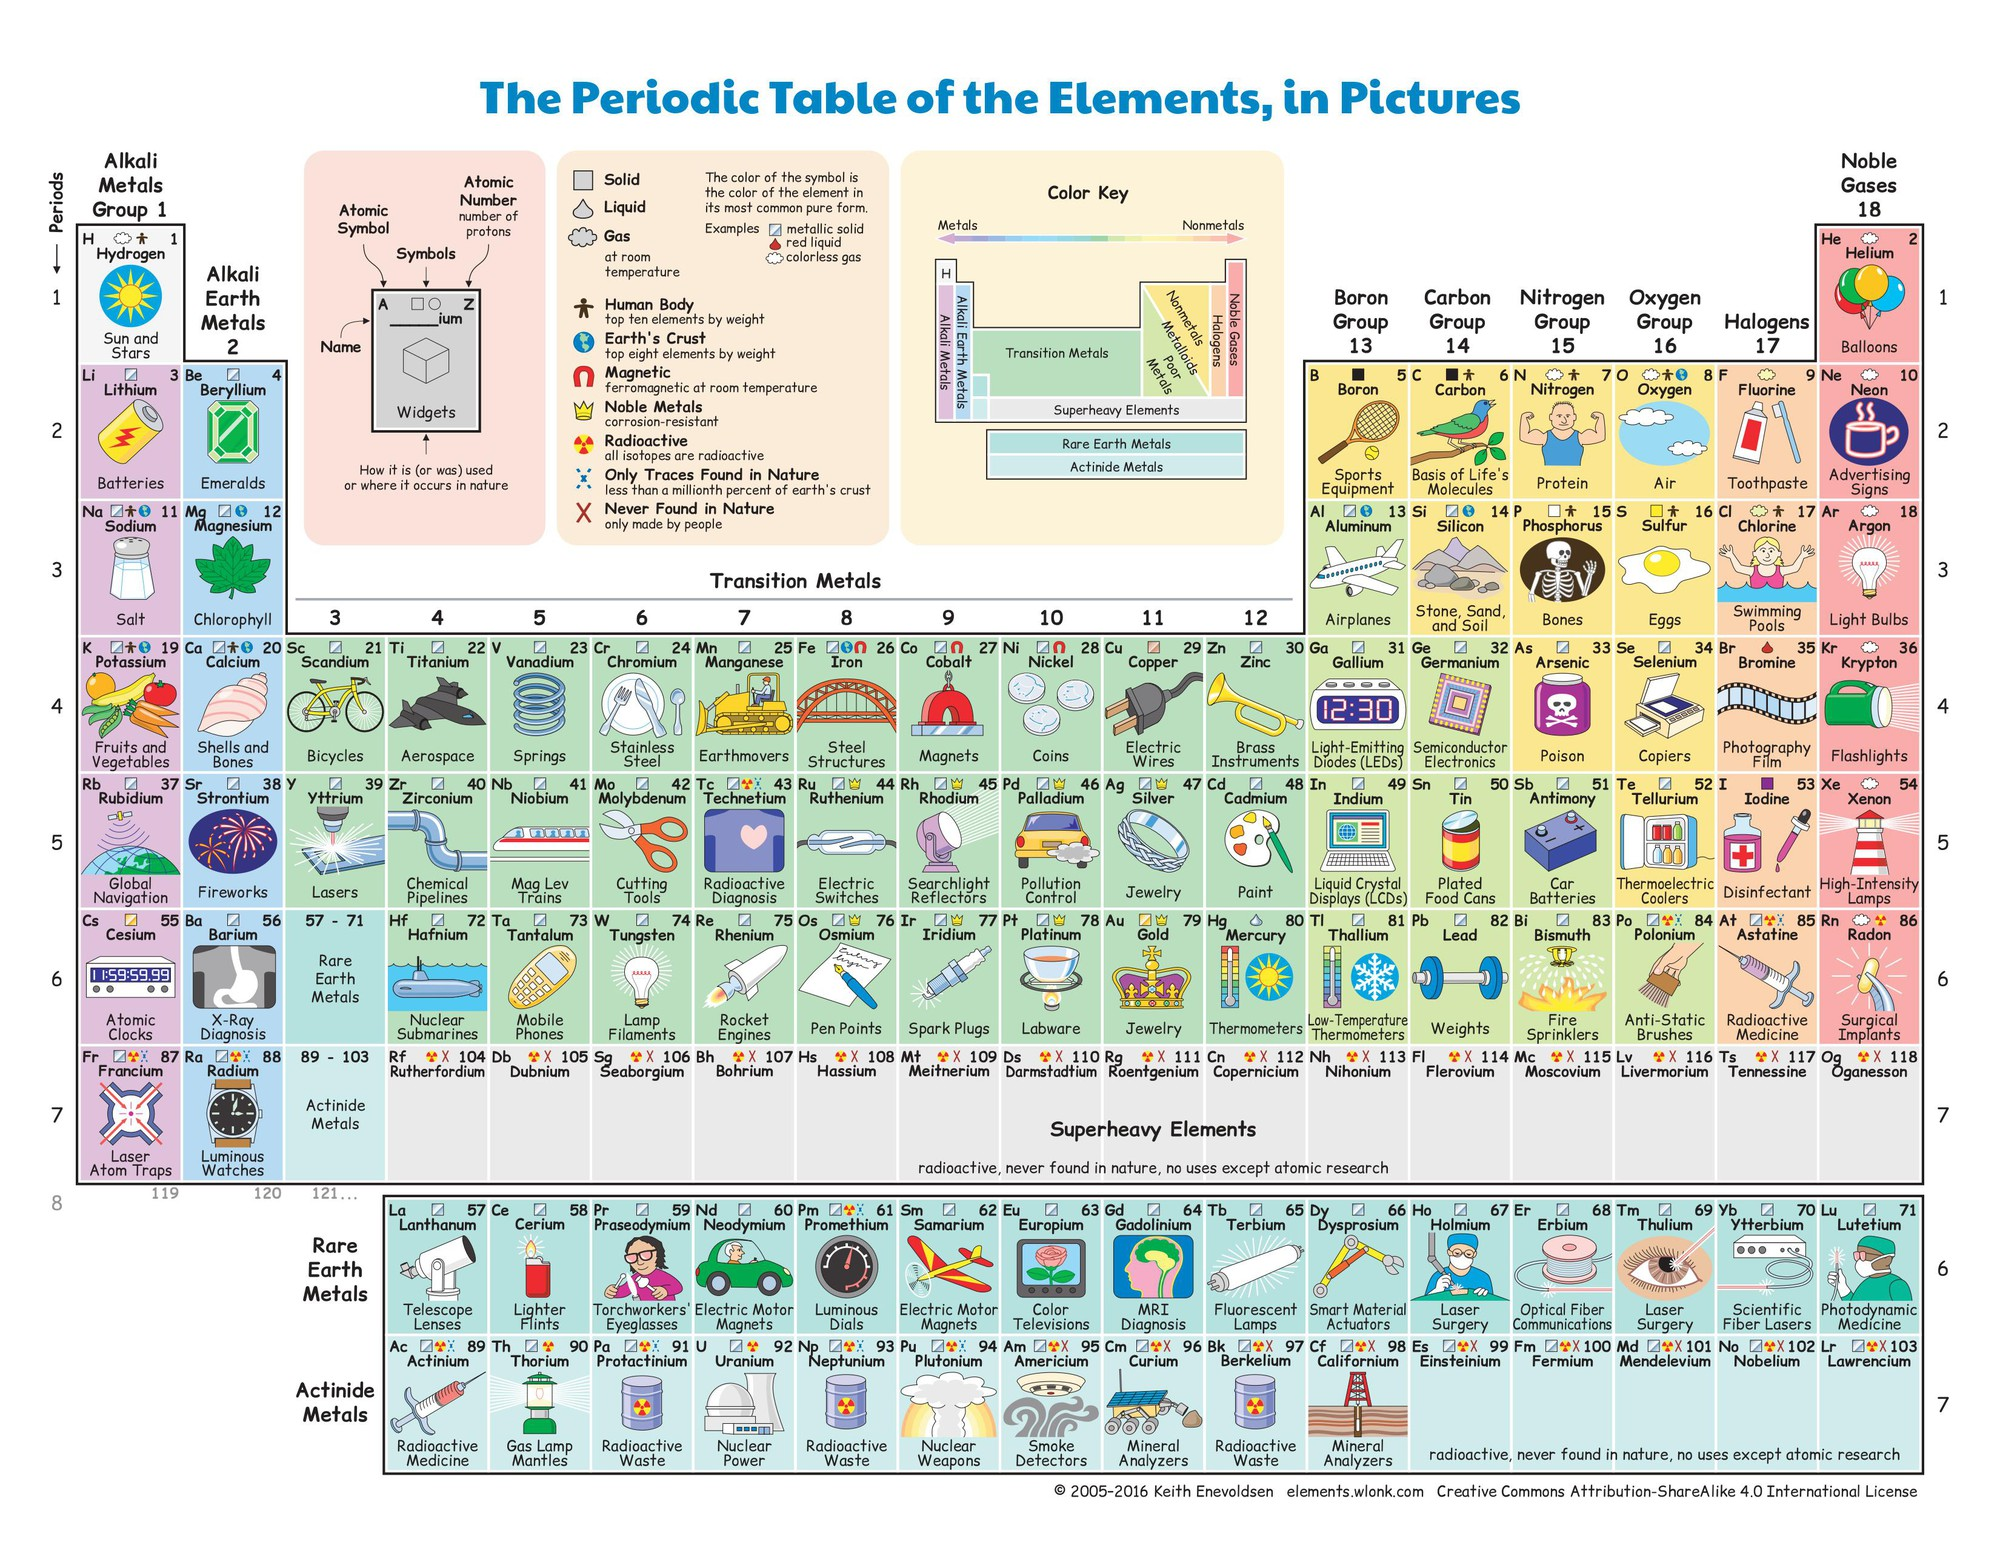 The Periodic Table of the Elements, in Pictures
Periods
Alkali
Metals
Group 1
Alkali
Earth
Metals
2
Atomic
Symbol
Atomic
Number
number of
protons
Symbols
A Z
______ium
Name
Widgets
How it is (or was) used
or where it occurs in nature
Solid
Liquid
Gas
at room
temperature
The color of the symbol is
the color of the element in
its most common pure form.
Examples
metallic solid
red liquid
colorless gas
Human Body
top ten elements by weight
Earth's Crust
top eight elements by weight
Magnetic
ferromagnetic at room temperature
Noble Metals
corrosion-resistant
Radioactive
all isotopes are radioactive
Only Traces Found in Nature
less than a millionth percent of earth's crust
Never Found in Nature
only made by people
Color Key
Metals
Nonmetals
H
Alkali Metals
Alkali Earth Metals
Transition Metals
Nonmetals
Metalloids
Poor
Metals
Halogens
Noble Gases
Superheavy Elements
Rare Earth Metals
Actinide Metals
Boron
Group
13
Carbon
Group
14
Nitrogen
Group
15
Oxygen
Group
16
Halogens
17
Noble
Gases
18
Transition Metals
3 4 5 6 7 8 9 10 11 12
1
H 1
Hydrogen
Sun and
Stars
He 2
Helium
Balloons
1
2
Li 3
Lithium
Batteries
Be 4
Beryllium
Emeralds
B 5
Boron
Sports
Equipment
C 6
Carbon
Basis of Life's
Molecules
N 7
Nitrogen
Protein
O 8
Oxygen
Air
F 9
Fluorine
Toothpaste
Ne 10
Neon
Advertising
Signs
2
3
Na 11
Sodium
Salt
Mg 12
Magnesium
Chlorophyll
Al 13
Aluminum
Airplanes
Si 14
Silicon
Stone, Sand,
and Soil
P 15
Phosphorus
Bones
S 16
Sulfur
Eggs
Cl 17
Chlorine
Swimming
Pools
Ar 18
Argon
Light Bulbs
3
4
K 19
Potassium
Fruits and
Vegetables
Ca 20
Calcium
Shells and
Bones
Sc 21
Scandium
Bicycles
Ti 22
Titanium
Aerospace
V 23
Vanadium
Springs
Cr 24
Chromium
Stainless
Steel
Mn 25
Manganese
Earthmovers
Fe 26
Iron
Steel
Structures
Co 27
Cobalt
Magnets
Ni 28
Nickel
Coins
Cu 29
Copper
Electric
Wires
Zn 30
Zinc
Brass
Instruments
Ga 31
Gallium
12:30
Light-Emitting
Diodes (LEDs)
Ge 32
Germanium
Semiconductor
Electronics
As 33
Arsenic
Poison
Se 34
Selenium
Copiers
Br 35
Bromine
Photography
Film
Kr 36
Krypton
Flashlights
4
5
Rb 37
Rubidium
Global
Navigation
Sr 38
Strontium
Fireworks
Y 39
Yttrium
Lasers
Zr 40
Zirconium
Chemical
Pipelines
Nb 41
Niobium
Mag Lev
Trains
Mo 42
Molybdenum
Cutting
Tools
Tc 43
Technetium
Radioactive
Diagnosis
Ru 44
Ruthenium
Electric
Switches
Rh 45
Rhodium
Searchlight
Reflectors
Pd 46
Palladium
Pollution
Control
Ag 47
Silver
Jewelry
Cd 48
Cadmium
Paint
In 49
Indium
Liquid Crystal
Displays (LCDs)
Sn 50
Tin
Plated
Food Cans
Sb 51
Antimony
Car
Batteries
Te 52
Tellurium
Thermoelectric
Coolers
I 53
Iodine
Disinfectant
Xe 54
Xenon
High-Intensity
Lamps
5
6
Cs 55
Cesium
11:59:59.99
Atomic
Clocks
Ba 56
Barium
X-Ray
Diagnosis
57 - 71
Rare
Earth
Metals
Hf 72
Hafnium
Nuclear
Submarines
Ta 73
Tantalum
Mobile
Phones
W 74
Tungsten
Lamp
Filaments
Re 75
Rhenium
Rocket
Engines
Os 76
Osmium
Pen Points
Ir 77
Iridium
Spark Plugs
Pt 78
Platinum
Labware
Au 79
Gold
Jewelry
Hg 80
Mercury
Thermometers
Tl 81
Thallium
Low-Temperature
Thermometers
Pb 82
Lead
Weights
Bi 83
Bismuth
Fire
Sprinklers
Po 84
Polonium
Anti-Static
Brushes
At 85
Astatine
Radioactive
Medicine
Rn 86
Radon
Surgical
Implants
6
7
Fr 87
Francium
Laser
Atom Traps
Ra 88
Radium
Luminous
Watches
89 - 103
Actinide
Metals
Rf 104
Rutherfordium
Db 105
Dubnium
Sg 106
Seaborgium
Bh 107
Bohrium
Hs 108
Hassium
Mt 109
Meitnerium
Ds 110
Darmstadtium
Rg 111
Roentgenium
Cn 112
Copernicium
Nh 113
Nihonium
Fl 114
Flerovium
Mc 115
Moscovium
Lv 116
Livermorium
Ts 117
Tennessine
Og 118
Oganesson
7
Superheavy Elements
radioactive, never found in nature, no uses except atomic research
8
119 120 121...
Rare
Earth
Metals
La 57
Lanthanum
Telescope
Lenses
Ce 58
Cerium
Lighter
Flints
Pr 59
Praseodymium
Torchworkers'
Eyeglasses
Nd 60
Neodymium
Electric Motor
Magnets
Pm 61
Promethium
Luminous
Dials
Sm 62
Samarium
Electric Motor
Magnets
Eu 63
Europium
Color
Televisions
Gd 64
Gadolinium
MRI
Diagnosis
Tb 65
Terbium
Fluorescent
Lamps
Dy 66
Dysprosium
Smart Material
Actuators
Ho 67
Holmium
Laser
Surgery
Er 68
Erbium
Optical Fiber
Communications
Tm 69
Thulium
Laser
Surgery
Yb 70
Ytterbium
Scientific
Fiber Lasers
Lu 71
Lutetium
Photodynamic
Medicine
6
Actinide
Metals
Ac 89
Actinium
Radioactive
Medicine
Th 90
Thorium
Gas Lamp
Mantles
Pa 91
Protactinium
Radioactive
Waste
U 92
Uranium
Nuclear
Power
Np 93
Neptunium
Radioactive
Waste
Pu 94
Plutonium
Nuclear
Weapons
Am 95
Americium
Smoke
Detectors
Cm 96
Curium
Mineral
Analyzers
Bk 97
Berkelium
Radioactive
Waste
Cf 98
Californium
Mineral
Analyzers
Es 99
Einsteinium
Fm 100
Fermium
Md 101
Mendelevium
No 102
Nobelium
Lr 103
Lawrencium
7
radioactive, never found in nature, no uses except atomic research
© 2005-2016 Keith Enevoldsen elements.wlonk.com Creative Commons Attribution-ShareAlike 4.0 International License